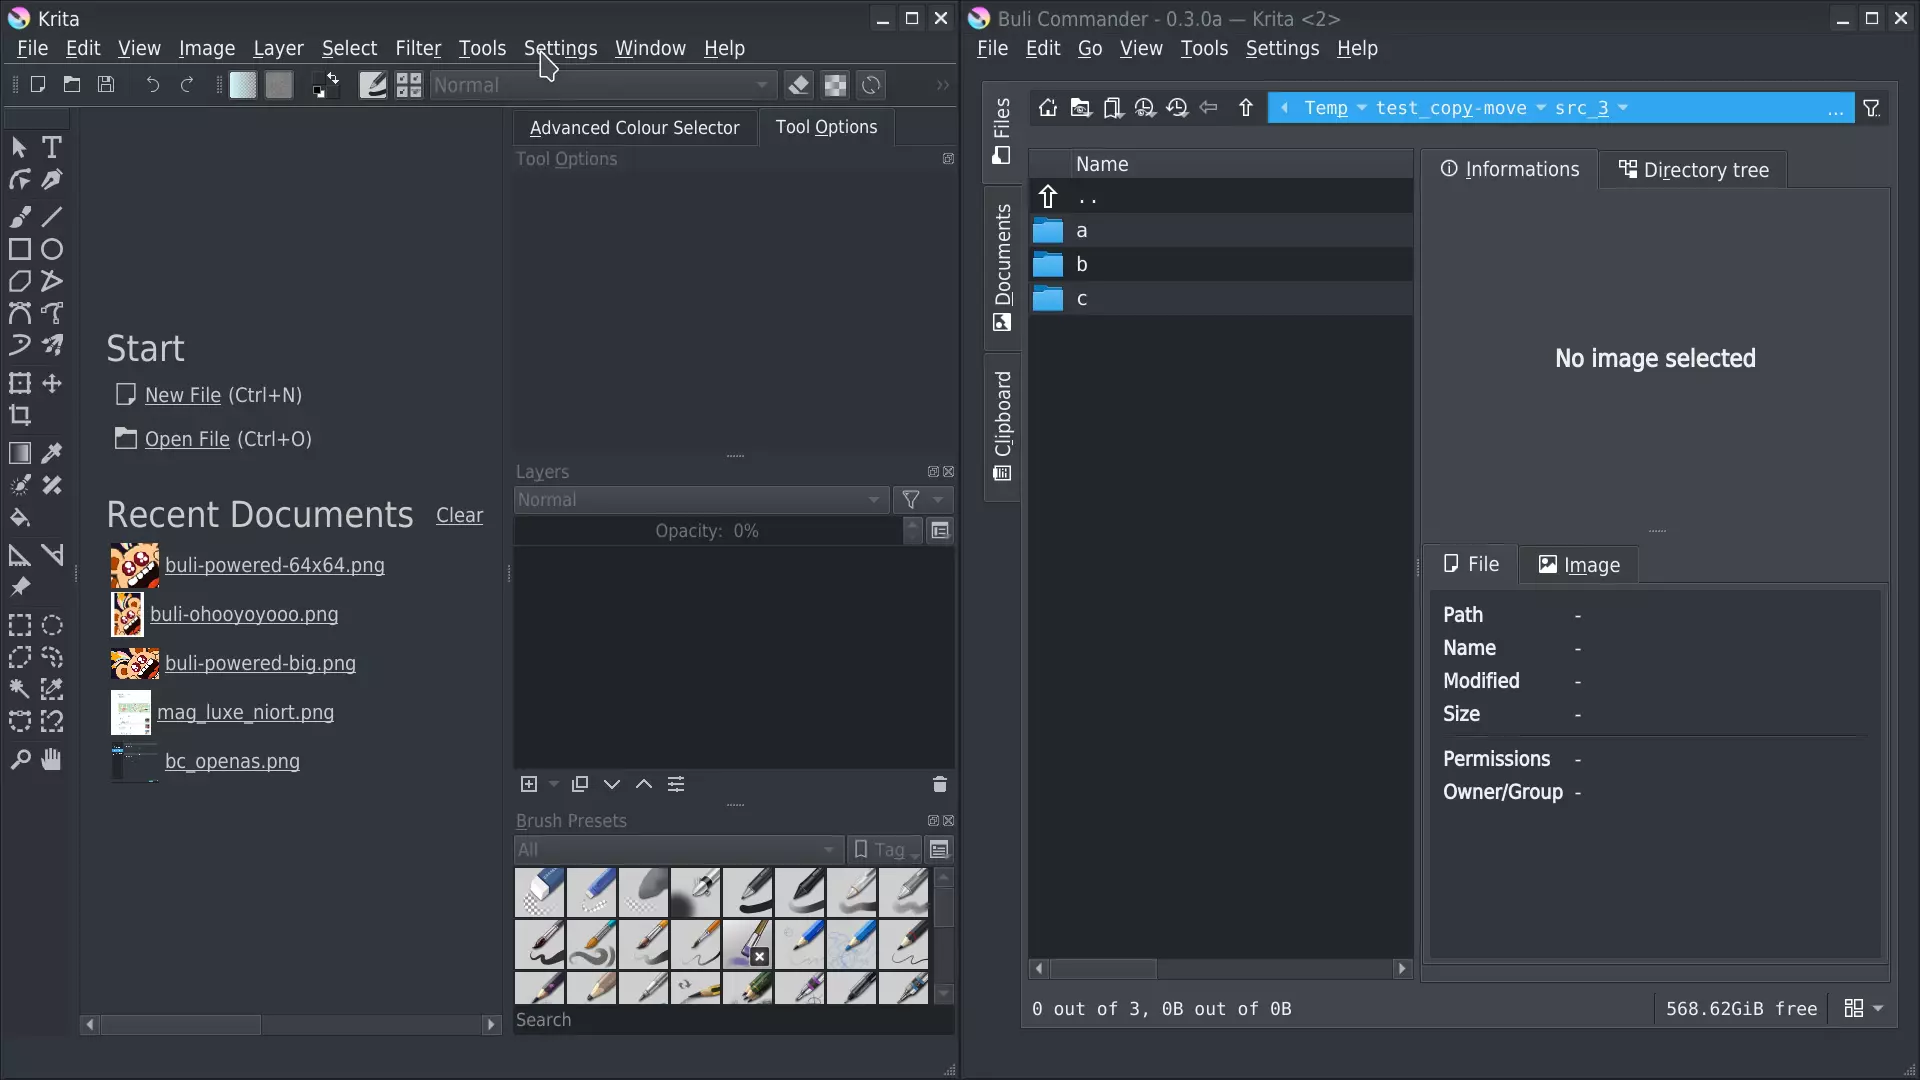 Krita
File Edit View Image Layer Select Filter Tools Settings Window Help
Normal
Advanced Colour Selector
Tool Options
Tool Options
Start
New File (Ctrl+N)
Open File (Ctrl+O)
Recent Documents Clear
buli-powered-64x64.png
buli-ohooyoyooo.png
buli-powered-big.png
mag_luxe_niort.png
bc_openas.png
Layers
Normal
Opacity: 0%
Brush Presets
All
Tag
Search
Buli Commander - 0.3.0a — Krita <2>
File Edit Go View Tools Settings Help
Files
Documents
Clipboard
Temp test_copy-move src_3 ...
Name
..
a
b
c
Informations
Directory tree
No image selected
File
Image
Path -
Name -
Modified -
Size -
Permissions -
Owner/Group -
0 out of 3, 0B out of 0B
568.62GiB free